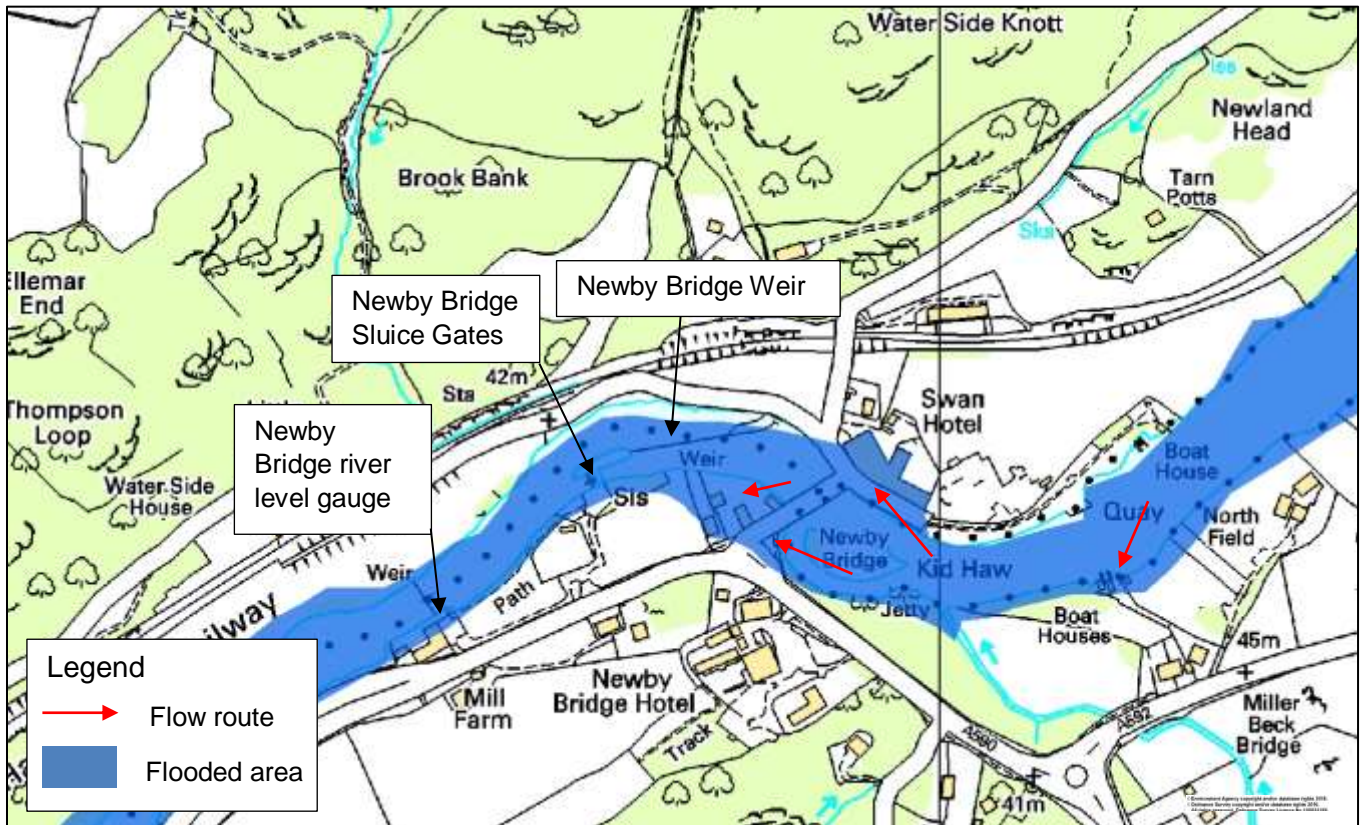 Water Side Knott
Iss
Newland
Head
Tarn
Potts
Brook Bank
Ellemar
End
Newby Bridge
Sluice Gates
Newby Bridge Weir
42m
Sta
Thompson
Loop
Newby
Bridge river
level gauge
Swan
Hotel
Weir
Boat
House
Water Side
House
Sls
Quay
North
Field
Newby
Bridge
Kid Haw
Weir
Path
Jetty
Boat
Houses
45m
Legend
Flow route
Flooded area
Mill
Farm
Newby
Bridge Hotel
Track
A592
A590
Miller
Beck
Bridge
41m